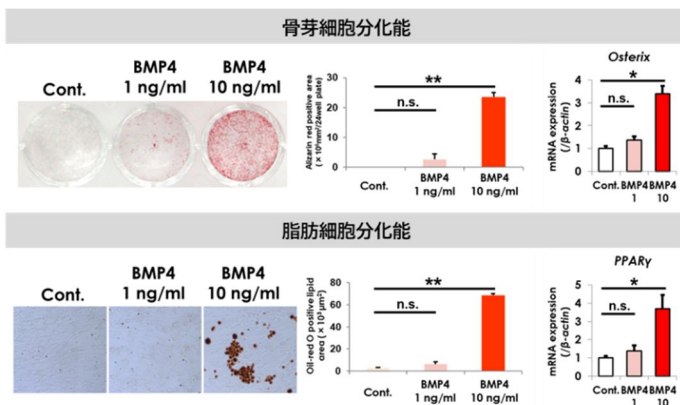 骨芽細胞分化能
Cont.
BMP4
1 ng/ml
BMP4
10 ng/ml
Alizarin red positive area
30
20
10
0
**
n.s.
Cont.
BMP4
1 ng/ml
BMP4
10 ng/ml
Osterix
mRNA expression
(/β-actin)
4
3
2
1
0
*
n.s.
Cont.
BMP4
1
BMP4
10
脂肪細胞分化能
Cont.
BMP4
1 ng/ml
BMP4
10 ng/ml
Oil-red O positive lipid
area (×10³μm²)
80
60
40
20
0
**
n.s.
Cont.
BMP4
1 ng/ml
BMP4
10 ng/ml
PPARγ
mRNA expression
(/β-actin)
5
4
3
2
1
0
*
n.s.
Cont.
BMP4
1
BMP4
10